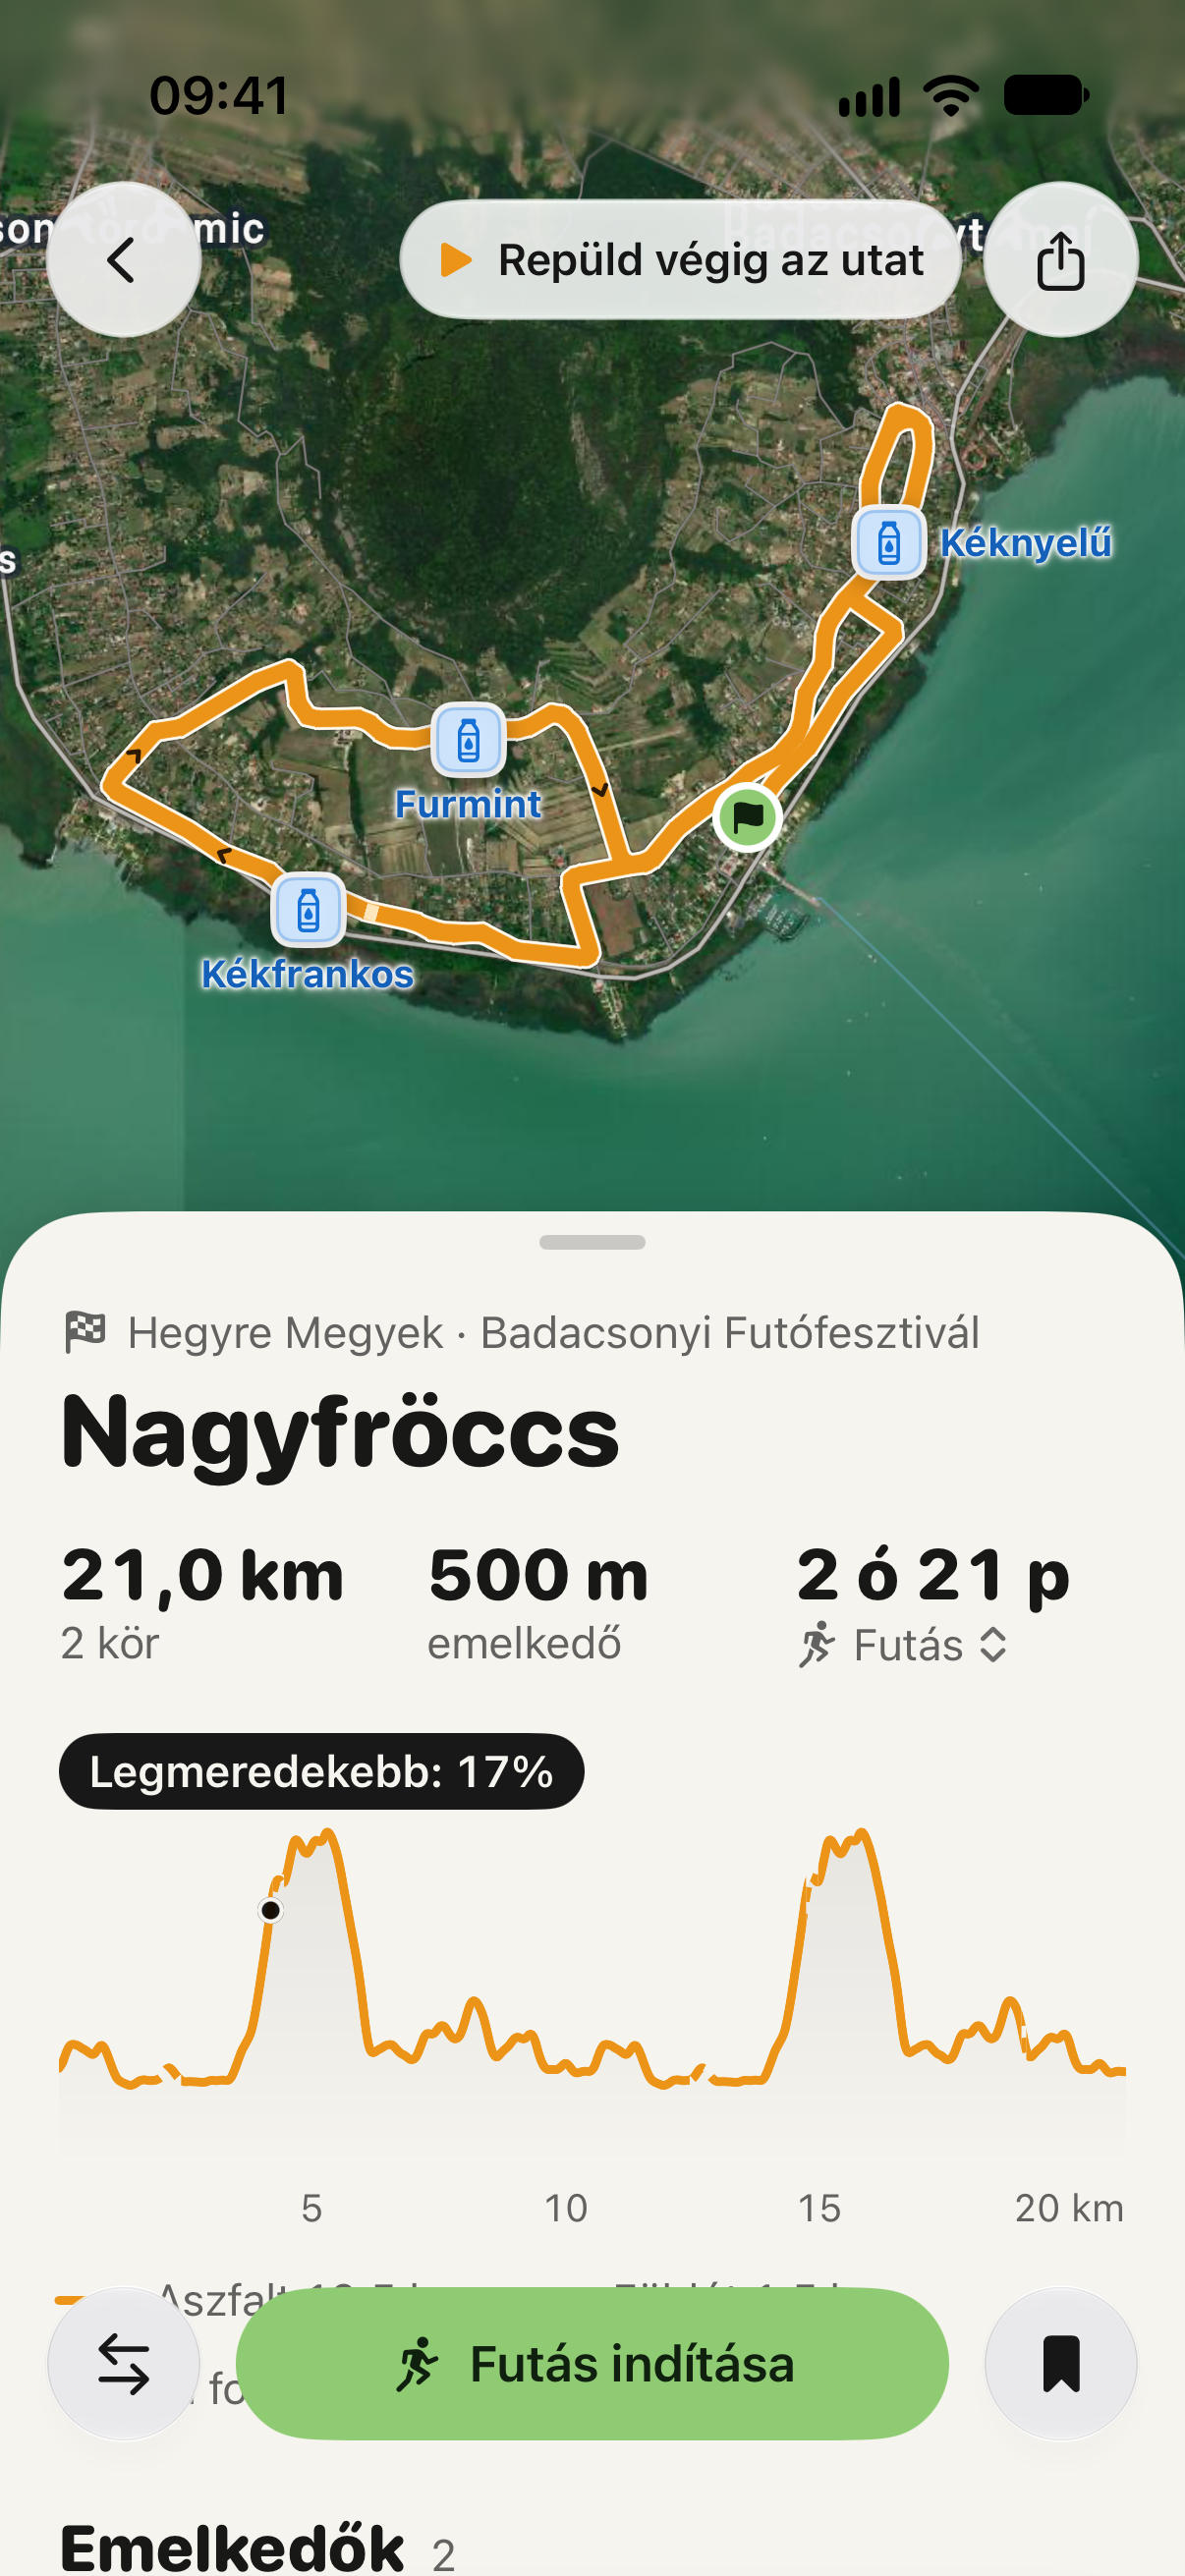 09:41
Repüld végig az utat
Kéknyelű
Furmint
Kékfrankos
Hegyre Megyek · Badacsonyi Futófesztivál
Nagyfröccs
21,0 km 500 m 2 ó 21 p
2 kör emelkedő Futás
Legmeredekebb: 17%
5 10 15 20 km
Aszfalt
Futás indítása
Emelkedők 2